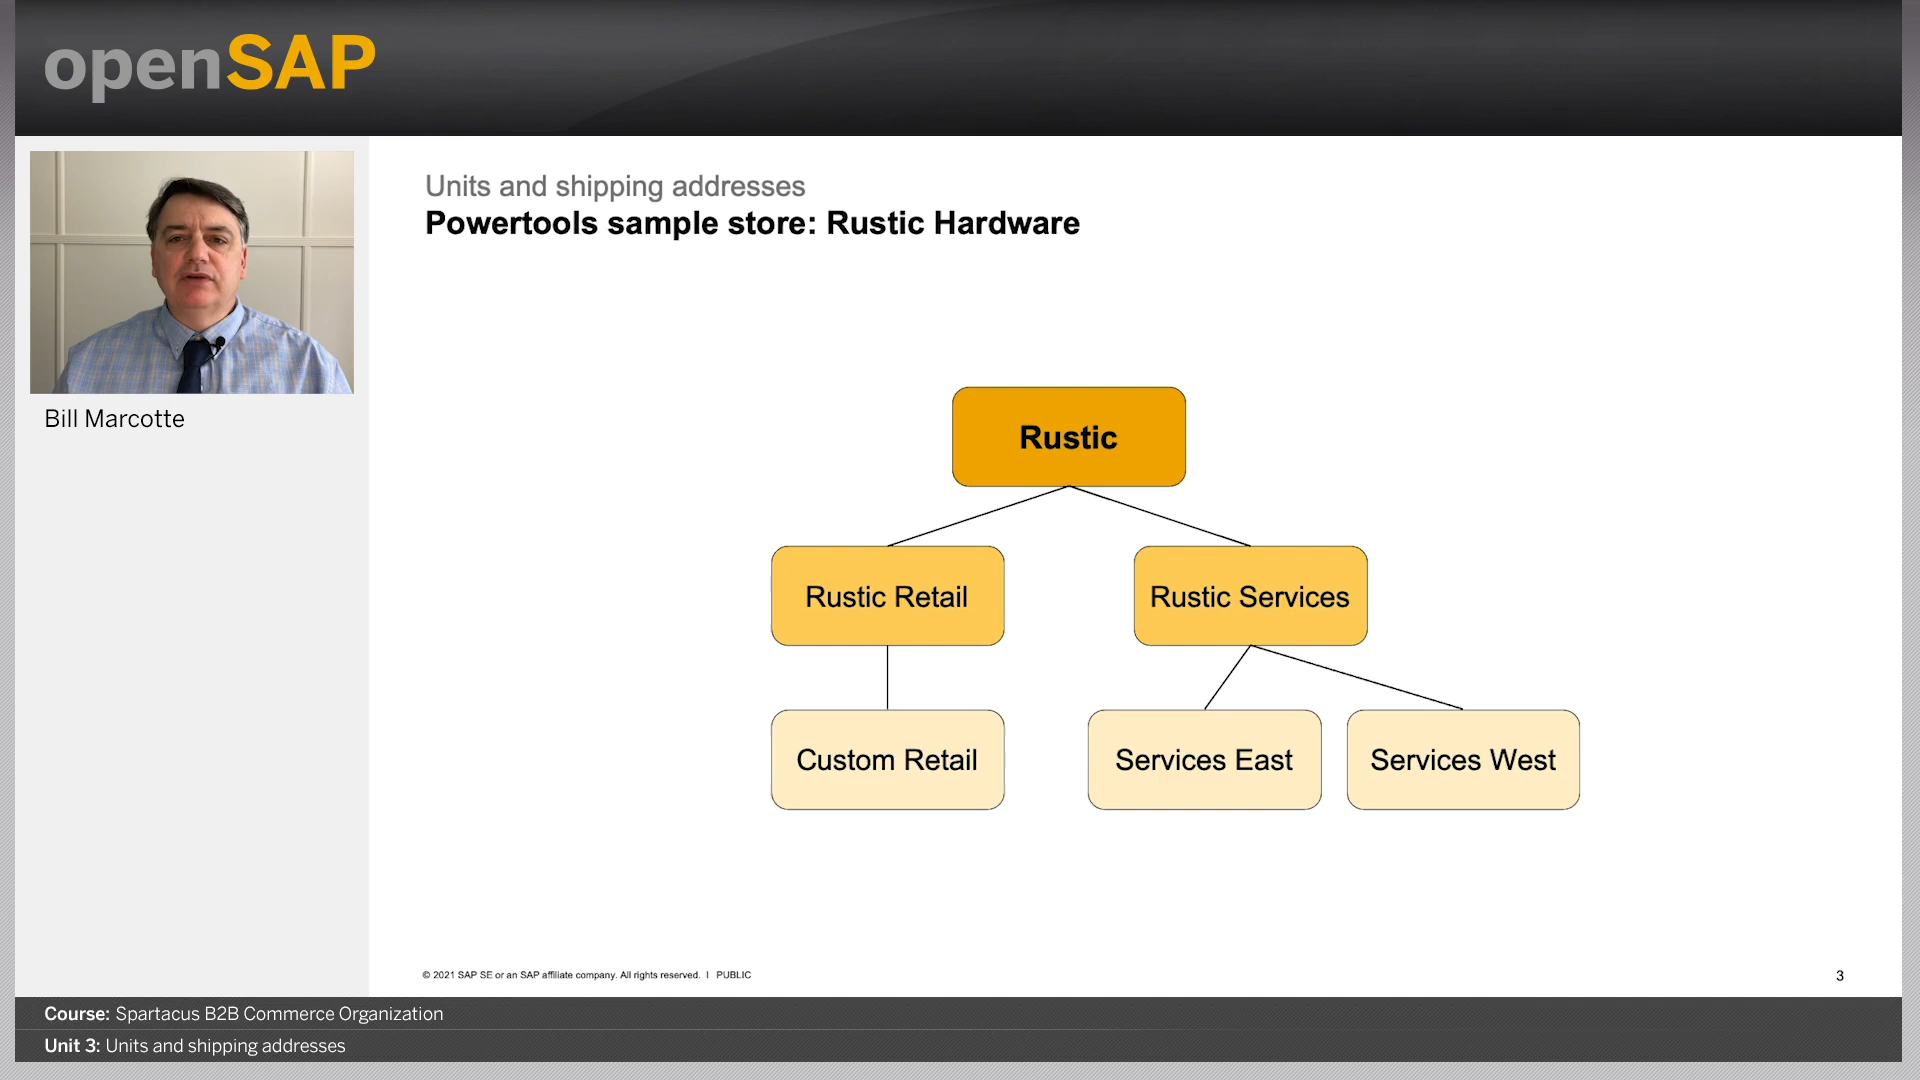 openSAP
Bill Marcotte
Units and shipping addresses
Powertools sample store: Rustic Hardware
Rustic
Rustic Retail
Rustic Services
Custom Retail
Services East
Services West
© 2021 SAP SE or an SAP affiliate company. All rights reserved. I PUBLIC
3
Course: Spartacus B2B Commerce Organization
Unit 3: Units and shipping addresses